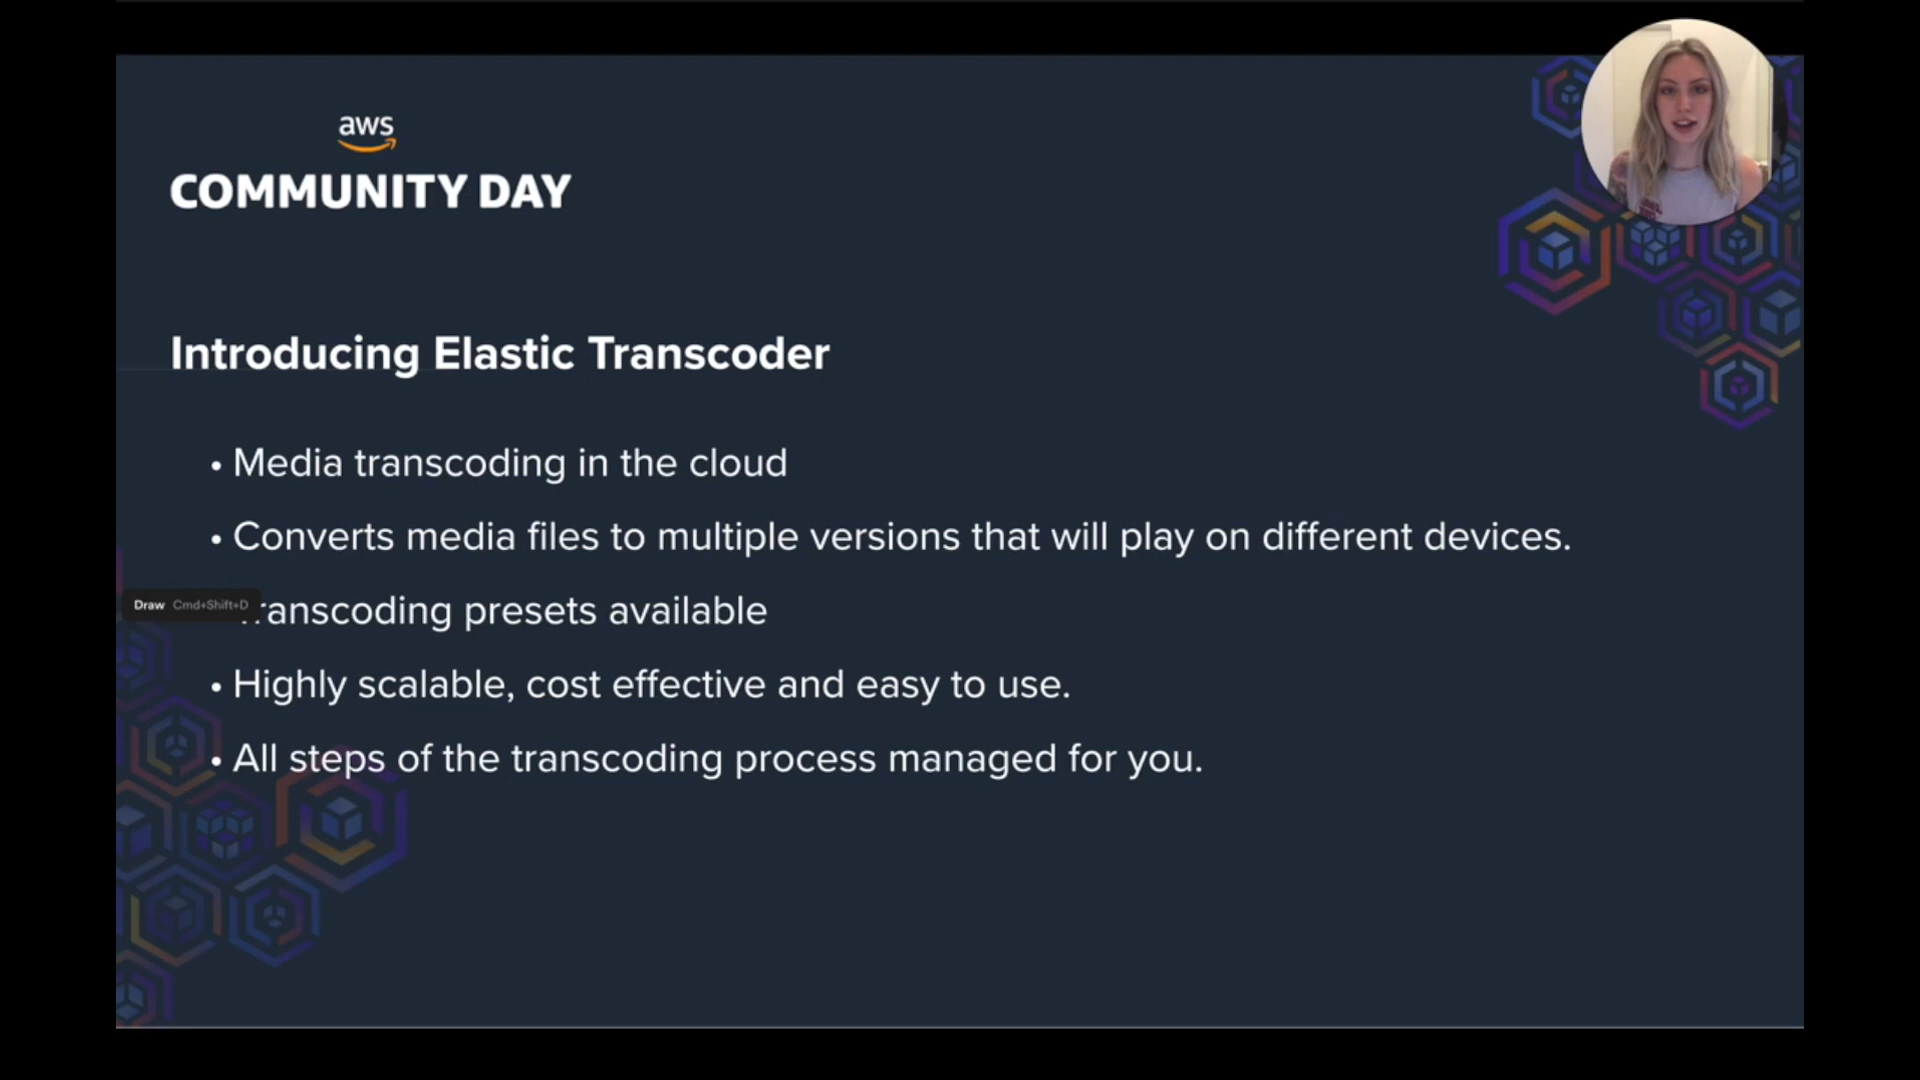 aws
COMMUNITY DAY
Introducing Elastic Transcoder
• Media transcoding in the cloud
• Converts media files to multiple versions that will play on different devices.
Draw Cmd+Shift+D
ranscoding presets available
• Highly scalable, cost effective and easy to use.
• All steps of the transcoding process managed for you.